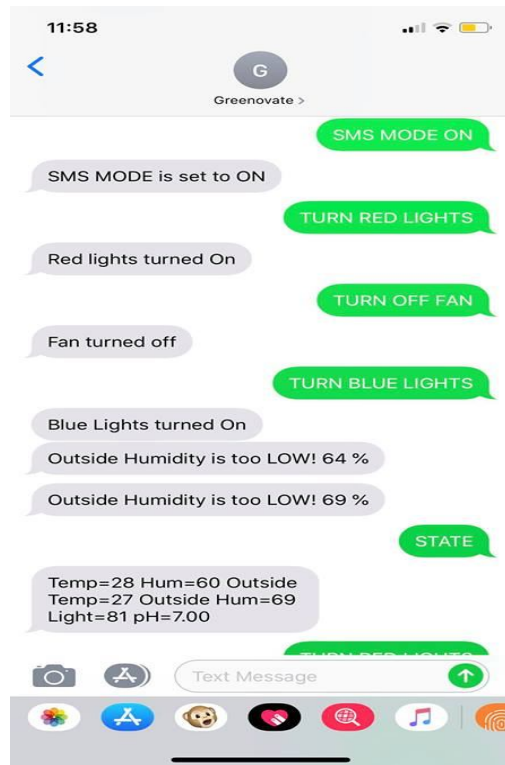 11:58
G
Greenovate >
SMS MODE ON
SMS MODE is set to ON
TURN RED LIGHTS
Red lights turned On
TURN OFF FAN
Fan turned off
TURN BLUE LIGHTS
Blue Lights turned On
Outside Humidity is too LOW! 64 %
Outside Humidity is too LOW! 69 %
STATE
Temp=28 Hum=60 Outside
Temp=27 Outside Hum=69
Light=81 pH=7.00
TURN RED LIGHTS
Text Message